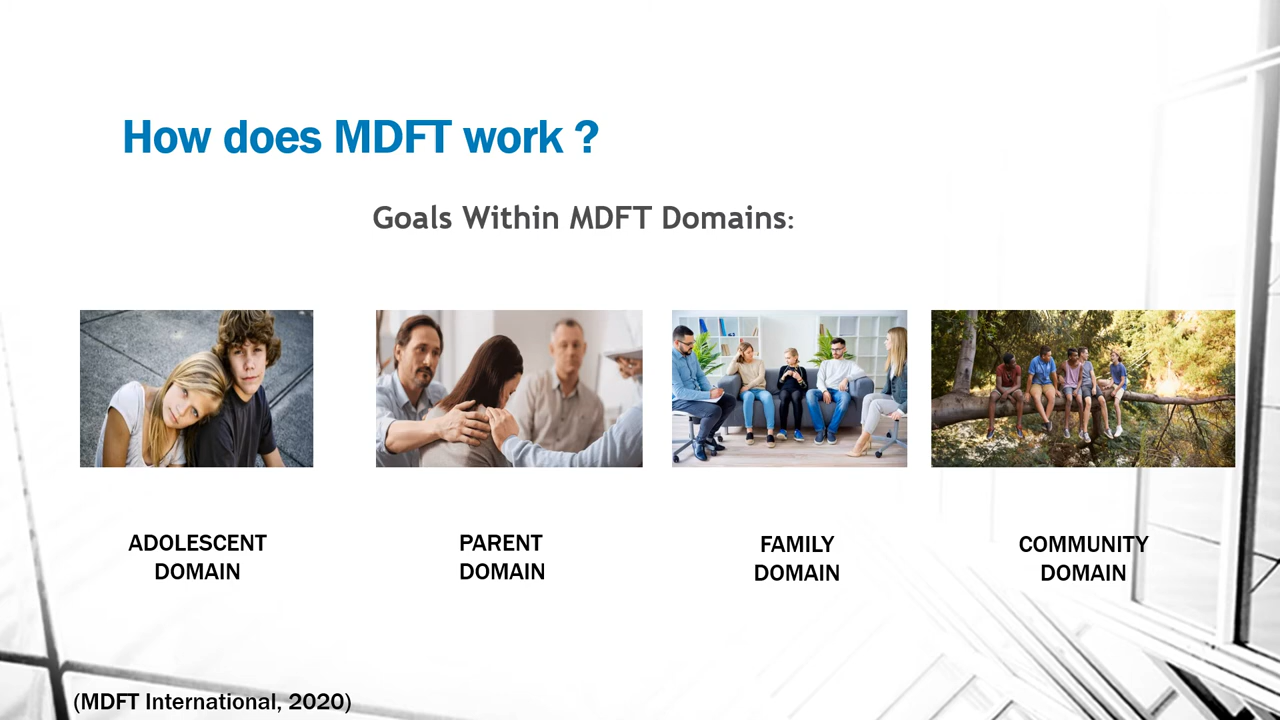 How does MDFT work ?
Goals Within MDFT Domains:
ADOLESCENT
DOMAIN
PARENT
DOMAIN
FAMILY
DOMAIN
COMMUNITY
DOMAIN
(MDFT International, 2020)